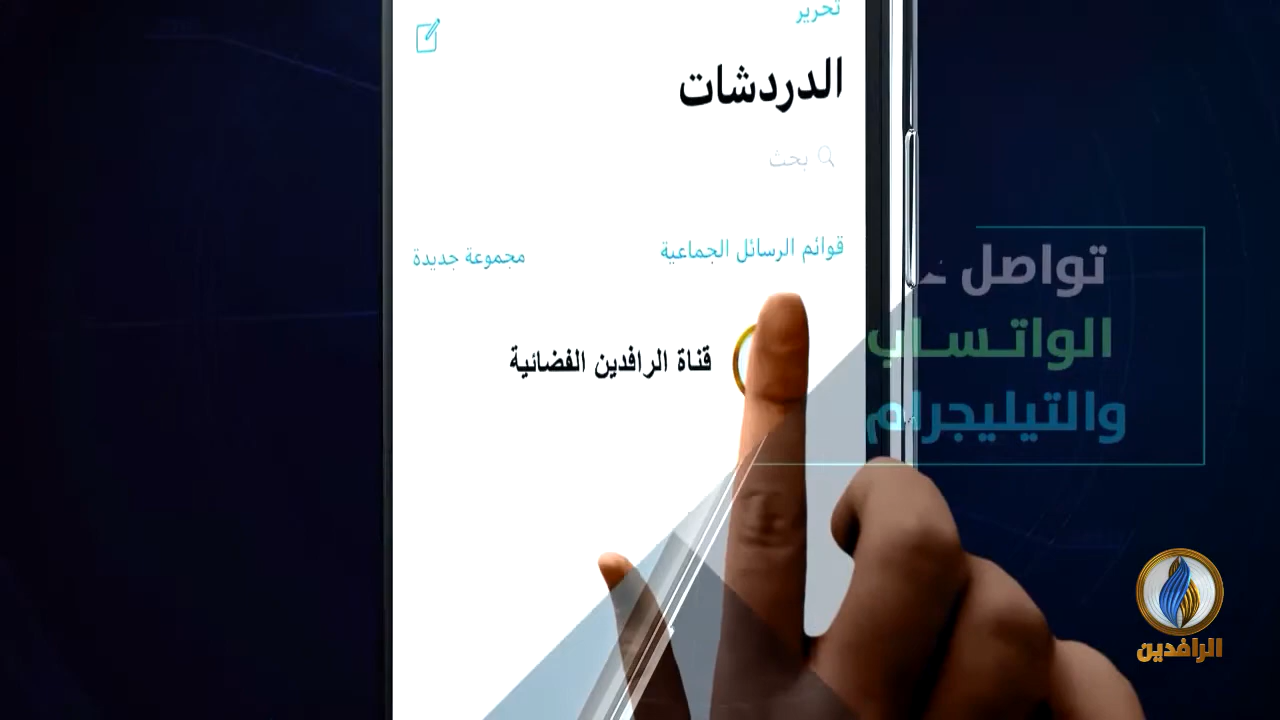 تحرير
الدردشات
بحث
قوائم الرسائل الجماعية
مجموعة جديدة
قناة الرافدين الفضائية
تواصل
الواتساب
والتيليجرام
الرافدين